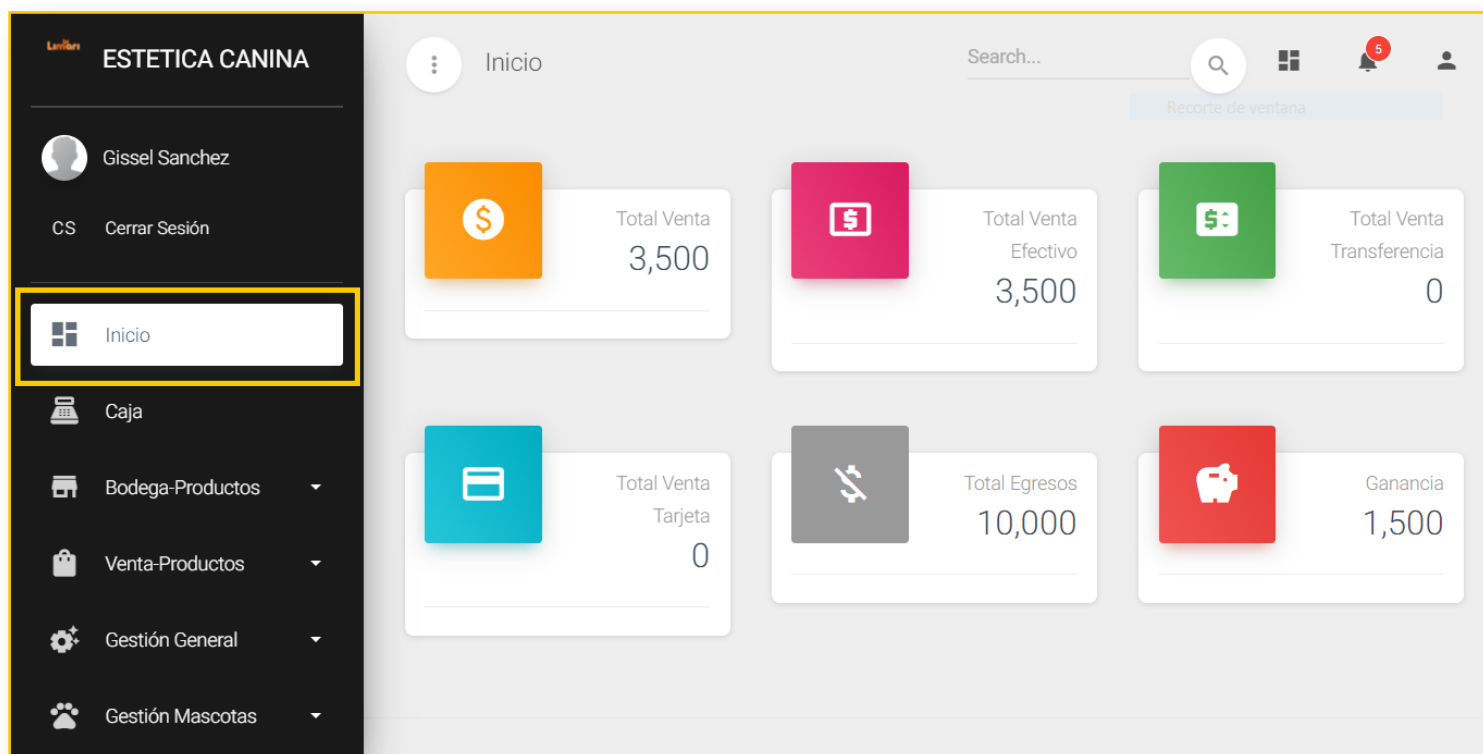 Limari
ESTETICA CANINA
Gissel Sanchez
CS Cerrar Sesión
Inicio
Caja
Bodega-Productos
Venta-Productos
Gestión General
Gestión Mascotas
Inicio
Search...
5
Recorte de ventana
Total Venta
3,500
Total Venta
Efectivo
3,500
Total Venta
Transferencia
0
Total Venta
Tarjeta
0
Total Egresos
10,000
Ganancia
1,500